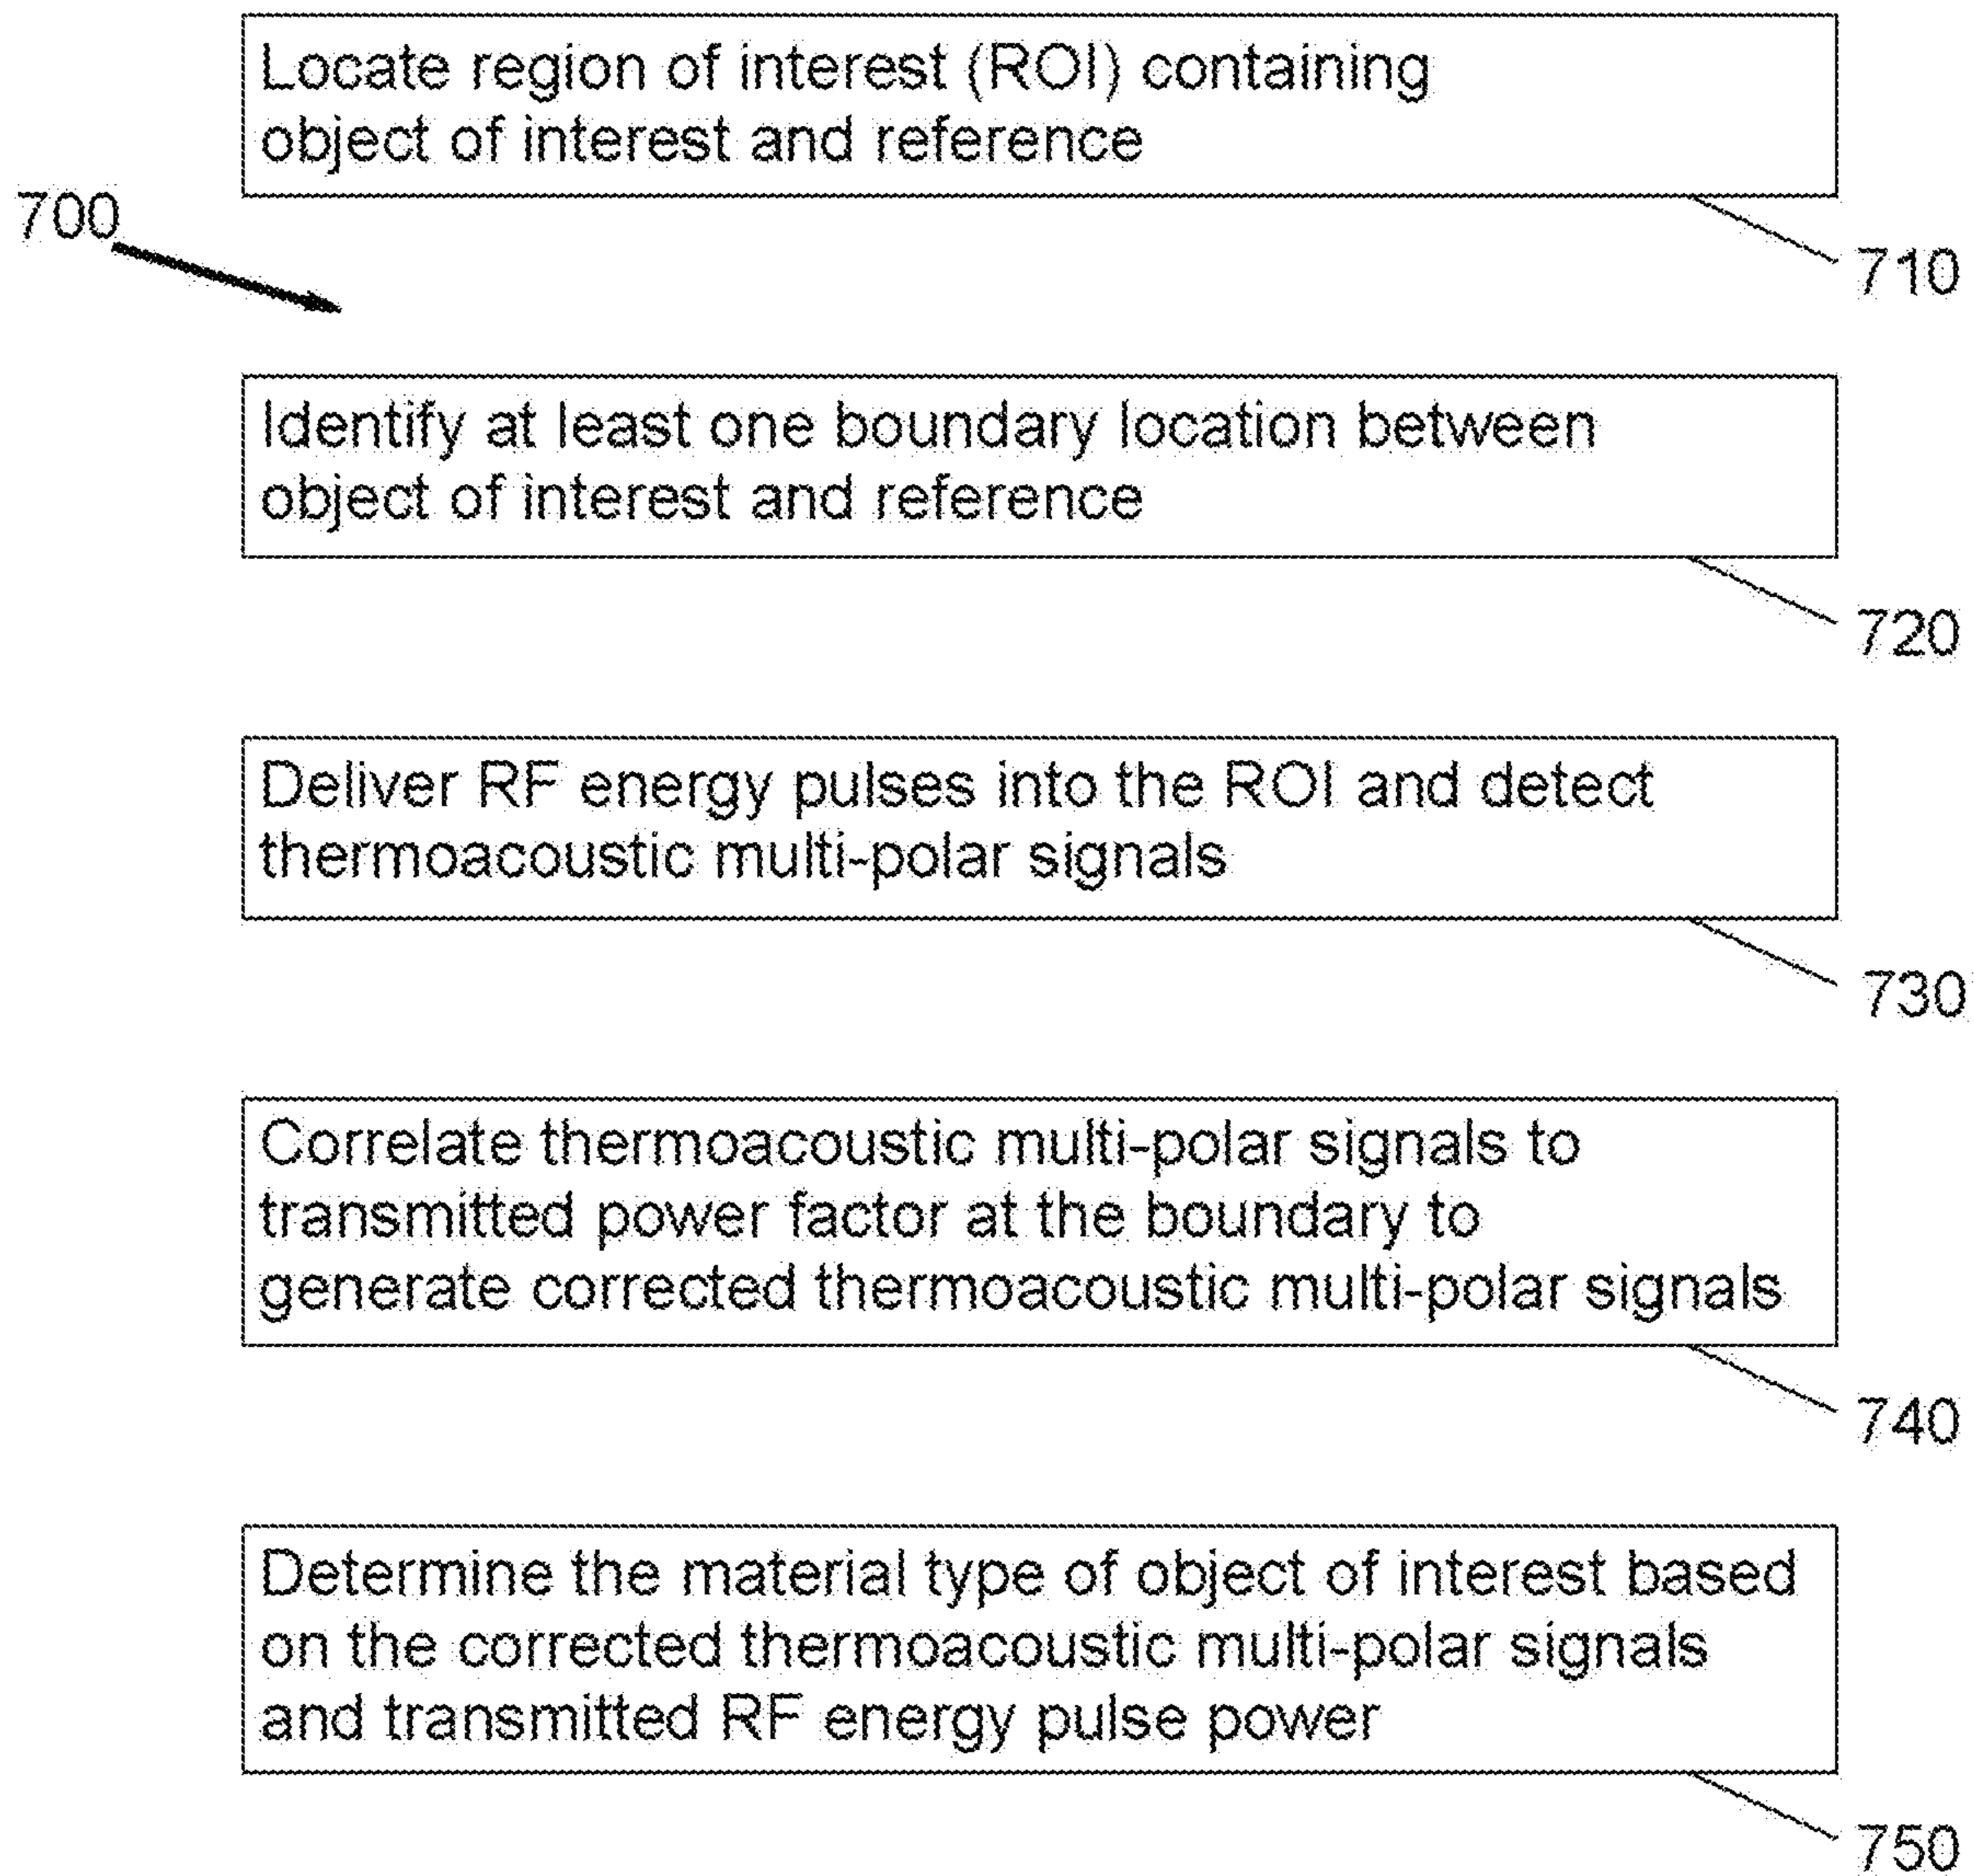 Locate region of interest (ROI) containing
object of interest and reference
700
710
Identify at least one boundary location between
object of interest and reference
720
Deliver RF energy pulses into the ROI and detect
thermoacoustic multi-polar signals
730
Correlate thermoacoustic multi-polar signals to
transmitted power factor at the boundary to
generate corrected thermoacoustic multi-polar signals
740
Determine the material type of object of interest based
on the corrected thermoacoustic multi-polar signals
and transmitted RF energy pulse power
750